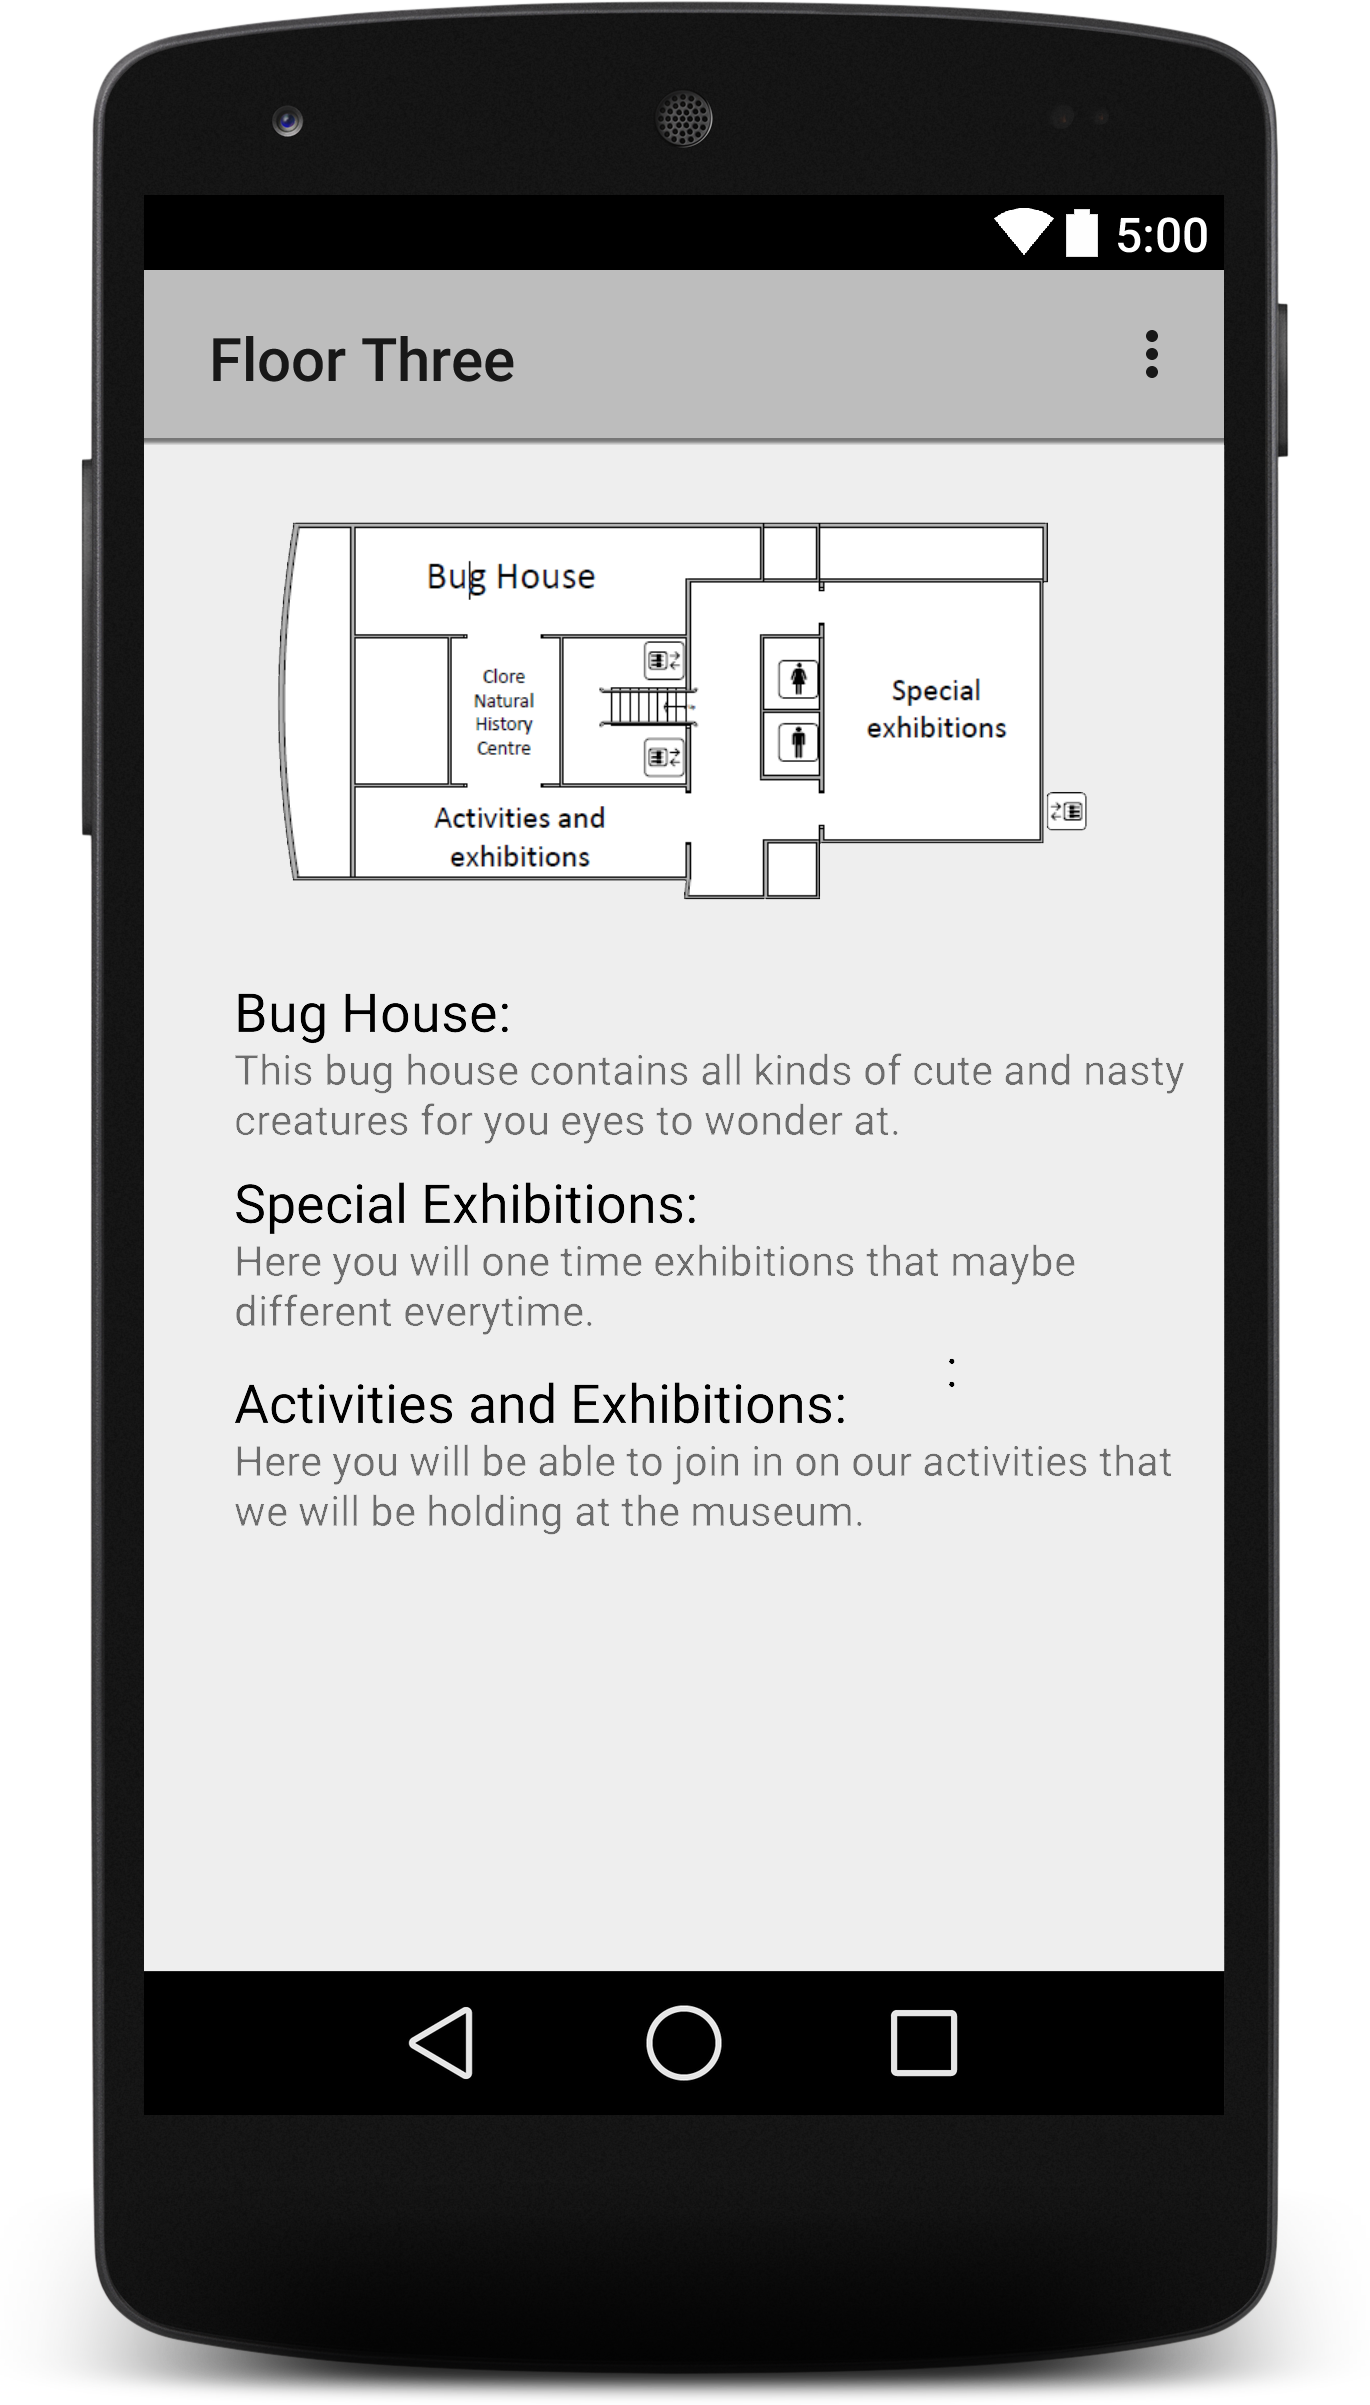 5:00
Floor Three
Bug House
Clore
Natural
History
Centre
Special
exhibitions
Activities and
exhibitions
Bug House:
This bug house contains all kinds of cute and nasty
creatures for you eyes to wonder at.
Special Exhibitions:
Here you will one time exhibitions that maybe
different everytime.
:
Activities and Exhibitions:
Here you will be able to join in on our activities that
we will be holding at the museum.